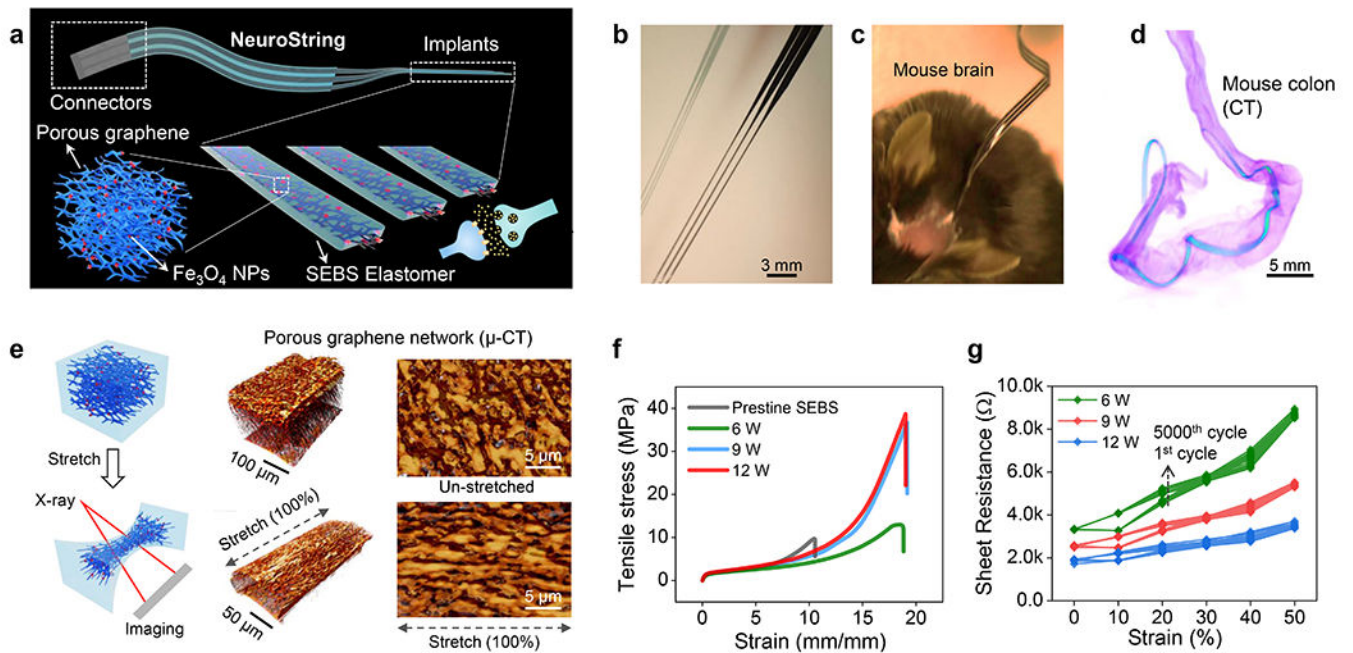 a
NeuroString
Implants
Connectors
Porous graphene
Fe3O4 NPs
SEBS Elastomer
b
3 mm
c
Mouse brain
d
Mouse colon
(CT)
5 mm
e
Porous graphene network (μ-CT)
Stretch
X-ray
Imaging
100 μm
5 μm
Un-stretched
Stretch (100%)
50 μm
5 μm
Stretch (100%)
f
Tensile stress (MPa)
40
30
20
10
0
Prestine SEBS
6 W
9 W
12 W
0 5 10 15 20
Strain (mm/mm)
g
Sheet Resistance (Ω)
10.0k
8.0k
6.0k
4.0k
2.0k
0.0
6 W
9 W
12 W
5000th cycle
1st cycle
0 10 20 30 40 50
Strain (%)